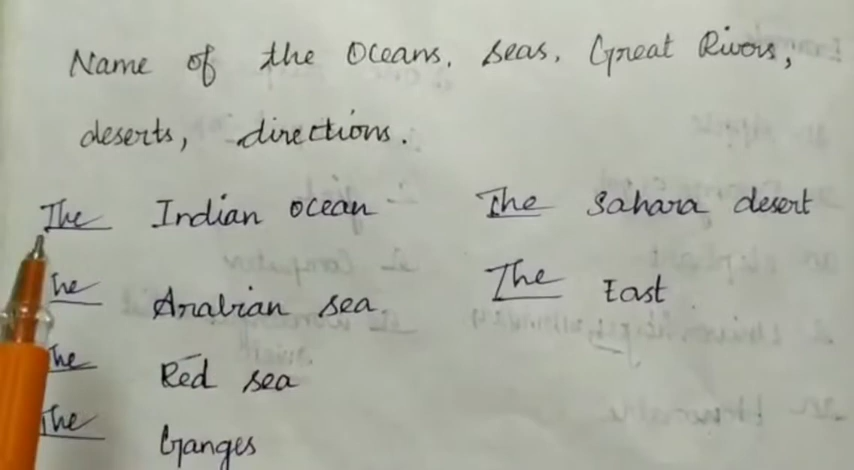 Name of the Oceans, seas, Great Rivers,
deserts, directions.
The Indian ocean
The Sahara desert
The Arabian sea
The East
The Red sea
The Ganges